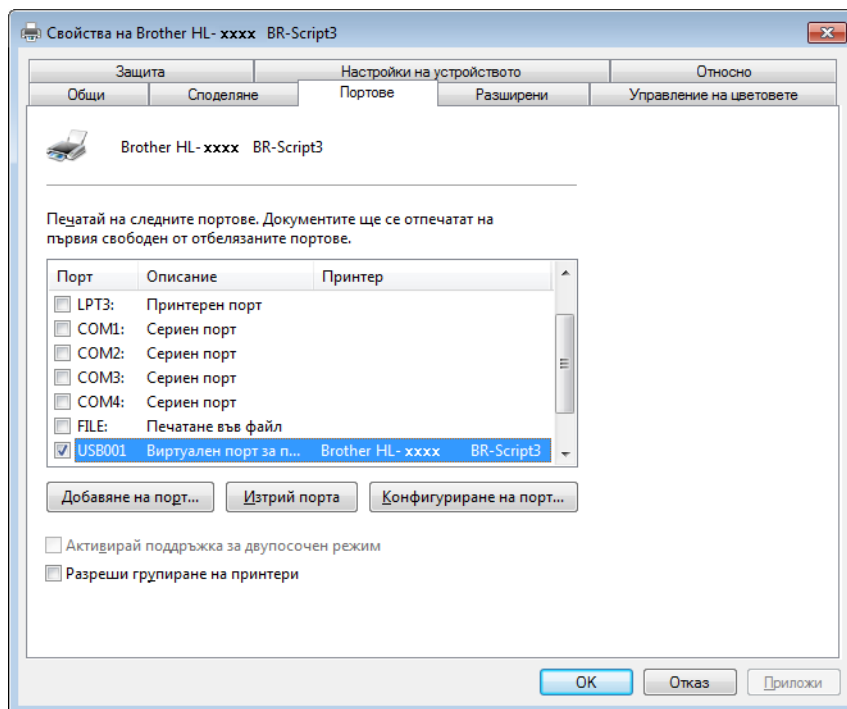 Свойства на Brother HL- xxxx BR-Script3
Защита Настройки на устройството Относно
Общи Споделяне Портове Разширени Управление на цветовете
Brother HL- xxxx BR-Script3
Печатай на следните портове. Документите ще се отпечатат на
първия свободен от отбелязаните портове.
Порт Описание Принтер
LPT3: Принтерен порт
COM1: Сериен порт
COM2: Сериен порт
COM3: Сериен порт
COM4: Сериен порт
FILE: Печатане във файл
USB001 Виртуален порт за п... Brother HL- xxxx BR-Script3
Добавяне на порт... Изтрий порта Конфигуриране на порт...
Активирай поддръжка за двупосочен режим
Разреши групиране на принтери
OK Отказ Приложи